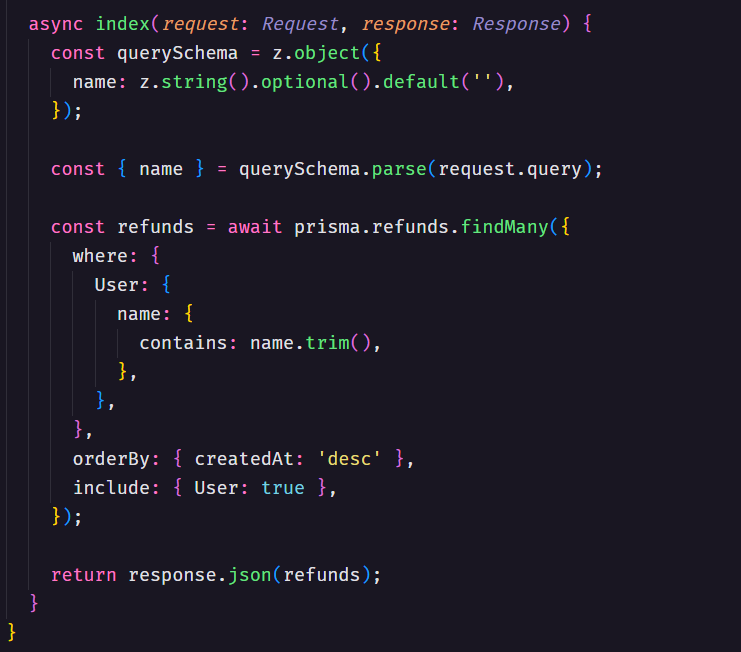 async index(request: Request, response: Response) {
const querySchema = z.object({
name: z.string().optional().default(''),
});
const { name } = querySchema.parse(request.query);
const refunds = await prisma.refunds.findMany({
where: {
User: {
name: {
contains: name.trim(),
},
},
},
orderBy: { createdAt: 'desc' },
include: { User: true },
});
return response.json(refunds);
}
}